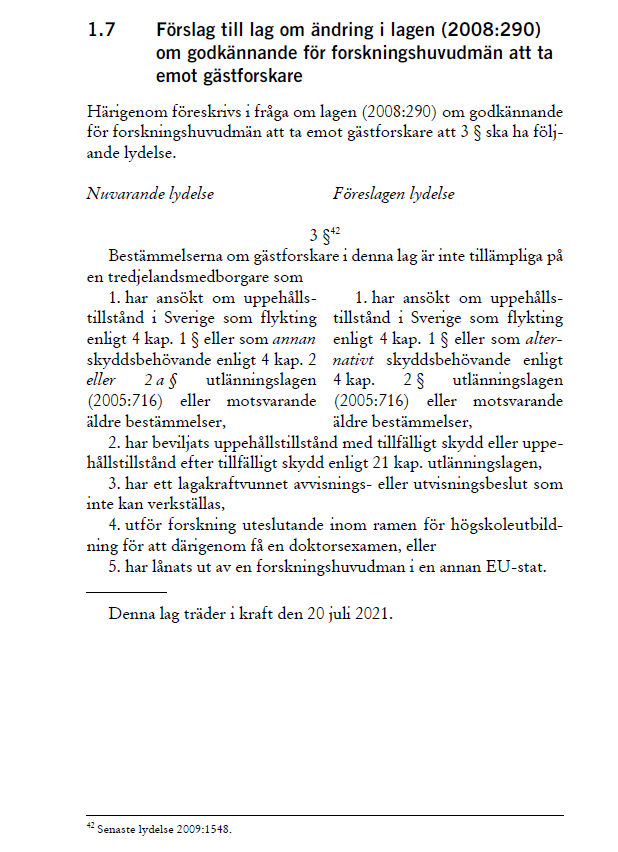 1.7 Förslag till lag om ändring i lagen (2008:290)
om godkännande för forskningshuvudmän att ta
emot gästforskare
Härigenom föreskrivs i fråga om lagen (2008:290) om godkännande
för forskningshuvudmän att ta emot gästforskare att 3 § ska ha följ-
ande lydelse.
Nuvarande lydelse
Föreslagen lydelse
3 §42
Bestämmelserna om gästforskare i denna lag är inte tillämpliga på
en tredjelandsmedborgare som
1. har ansökt om uppehålls-
tillstånd i Sverige som flykting
enligt 4 kap. 1 § eller som annan
skyddsbehövande enligt 4 kap. 2
eller 2 a § utlänningslagen
(2005:716) eller motsvarande
äldre bestämmelser,
1. har ansökt om uppehålls-
tillstånd i Sverige som flykting
enligt 4 kap. 1 § eller som alter-
nativt skyddsbehövande enligt
4 kap. 2 § utlänningslagen
(2005:716) eller motsvarande
äldre bestämmelser,
2. har beviljats uppehållstillstånd med tillfälligt skydd eller uppe-
hållstillstånd efter tillfälligt skydd enligt 21 kap. utlänningslagen,
3. har ett lagakraftvunnet avvisnings- eller utvisningsbeslut som
inte kan verkställas,
4. utför forskning uteslutande inom ramen för högskoleutbild-
ning för att därigenom få en doktorsexamen, eller
5. har lånats ut av en forskningshuvudman i en annan EU-stat.
Denna lag träder i kraft den 20 juli 2021.
42 Senaste lydelse 2009:1548.